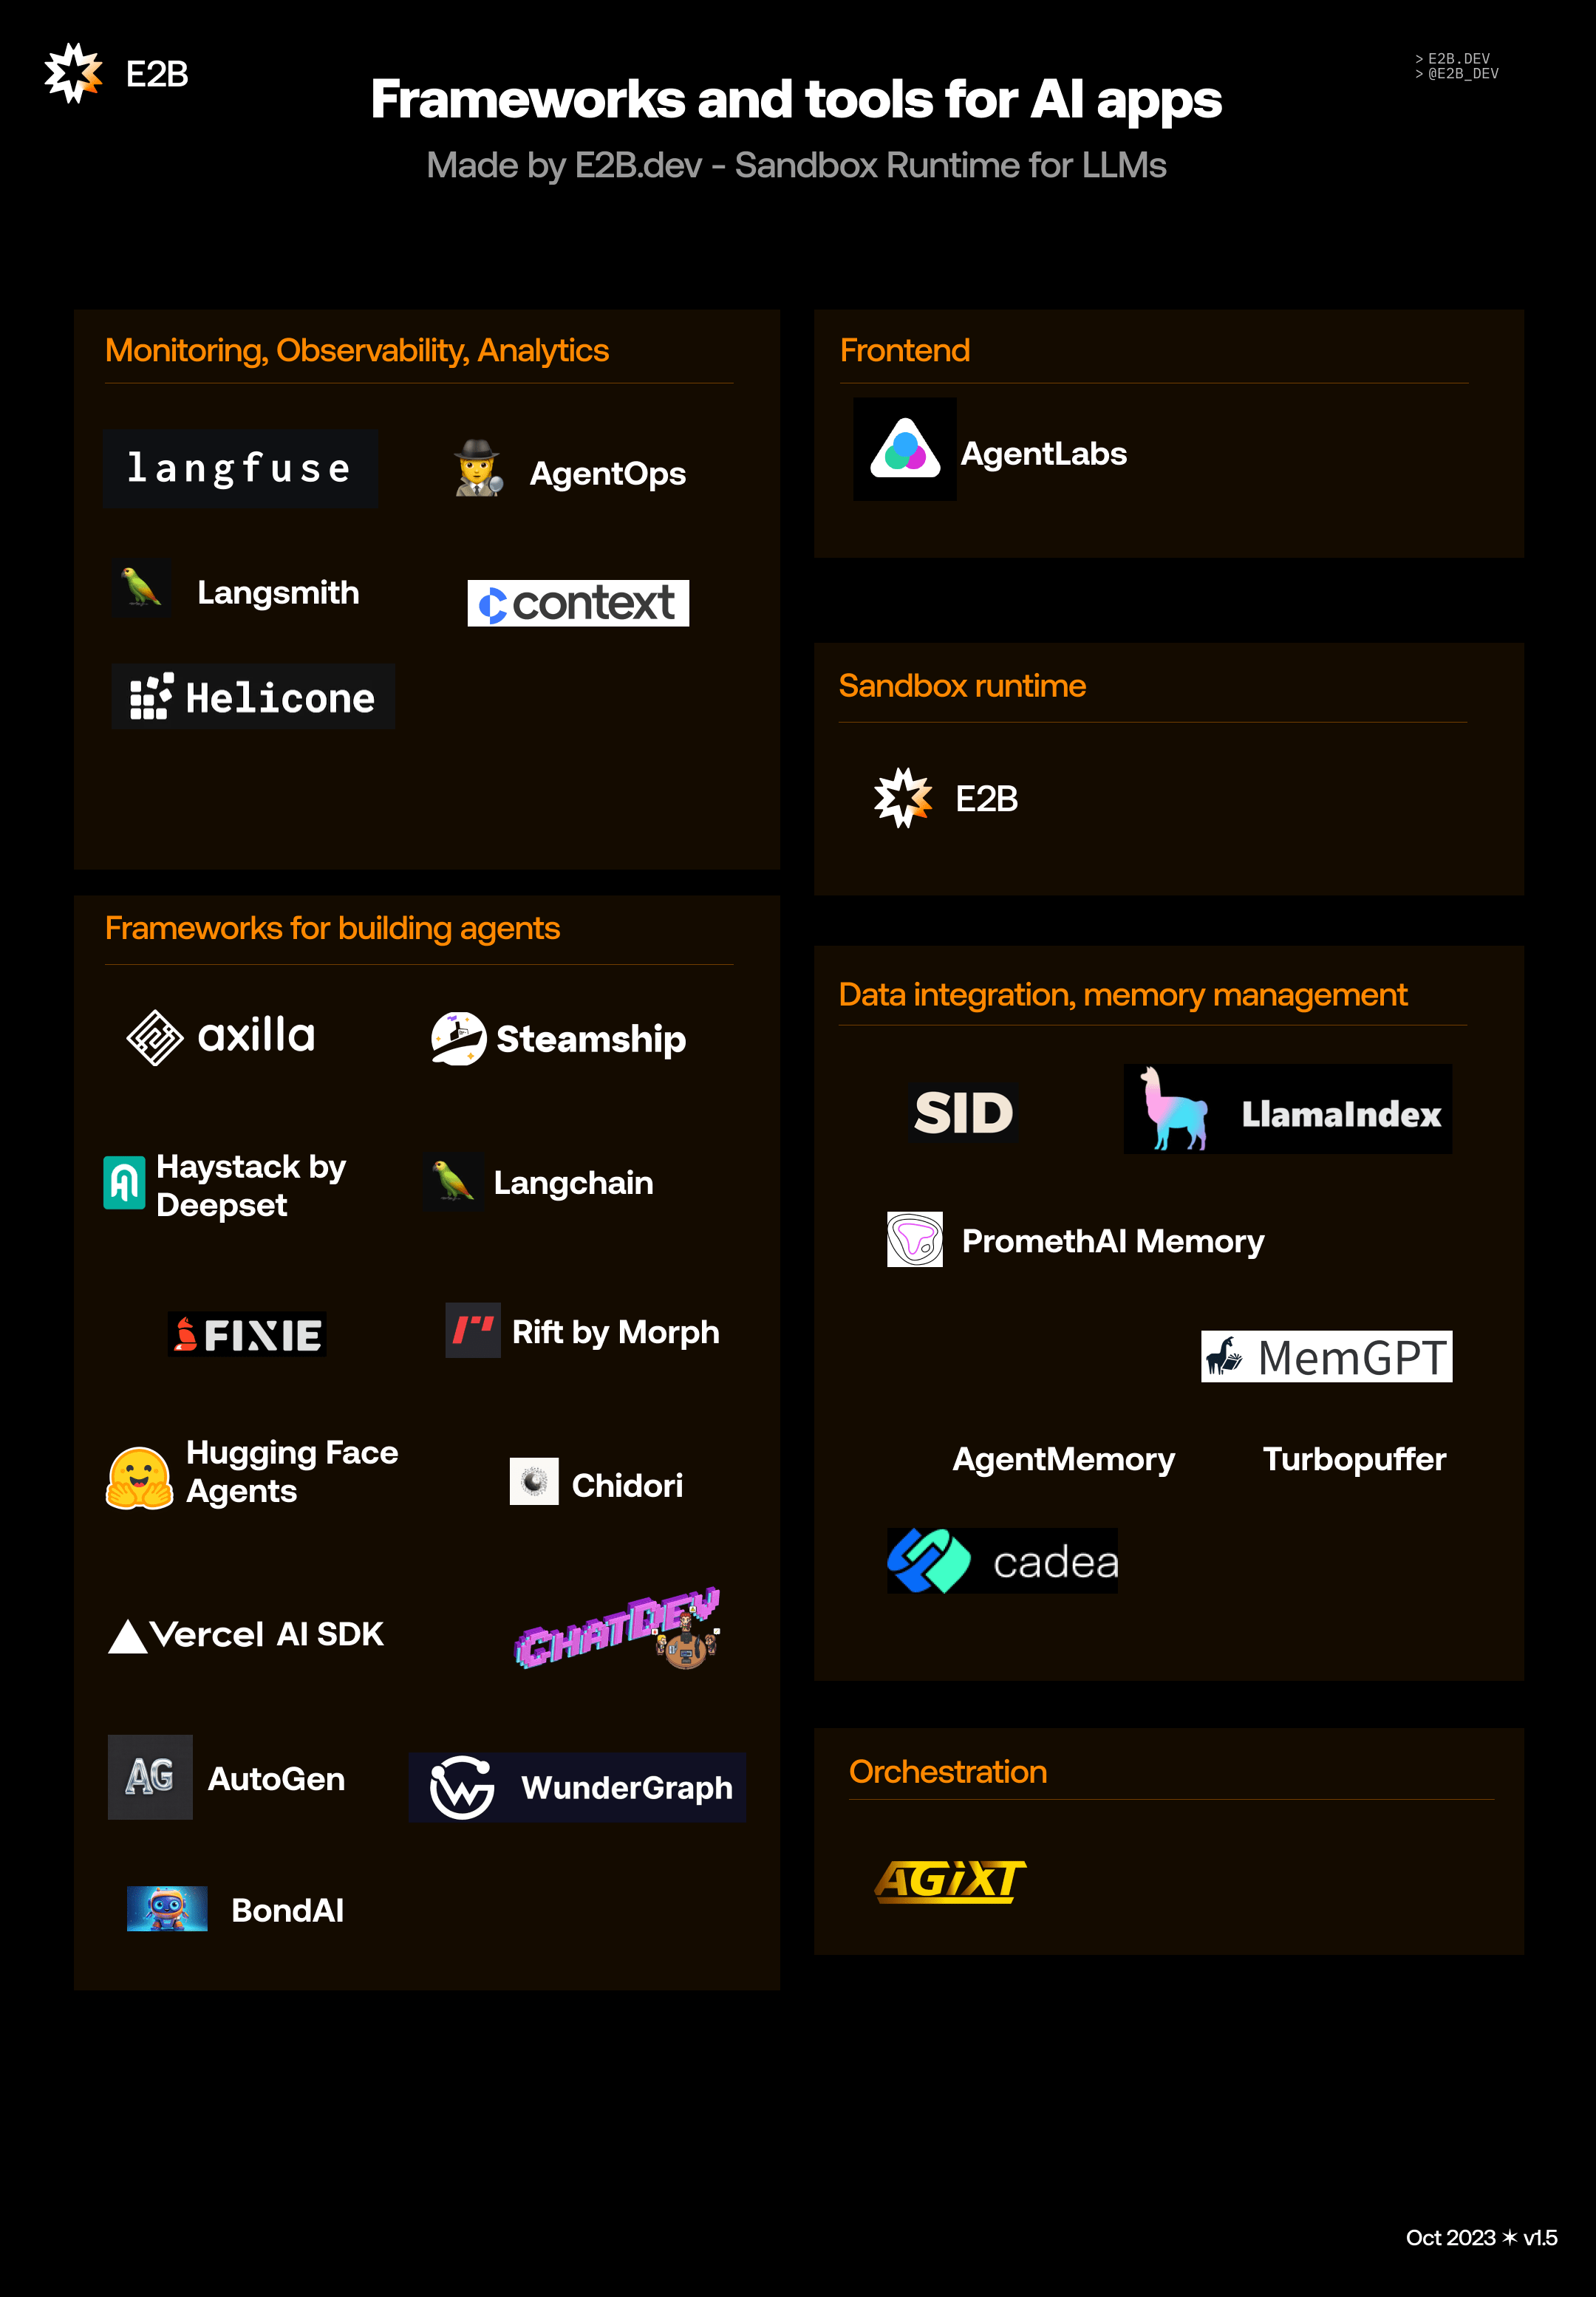 E2B
> E2B.DEV
> @E2B_DEV
Frameworks and tools for AI apps
Made by E2B.dev - Sandbox Runtime for LLMs
Monitoring, Observability, Analytics
langfuse
AgentOps
Langsmith
context
Helicone
Frontend
AgentLabs
Sandbox runtime
E2B
Frameworks for building agents
axilla
Steamship
Haystack by
Deepset
Langchain
FIXIE
Rift by Morph
Hugging Face
Agents
Chidori
Vercel AI SDK
CHATDEV
AG
AutoGen
WunderGraph
BondAI
Data integration, memory management
SID
LlamaIndex
PromethAI Memory
MemGPT
AgentMemory
Turbopuffer
cadea
Orchestration
AGiXT
Oct 2023 ✶ v1.5